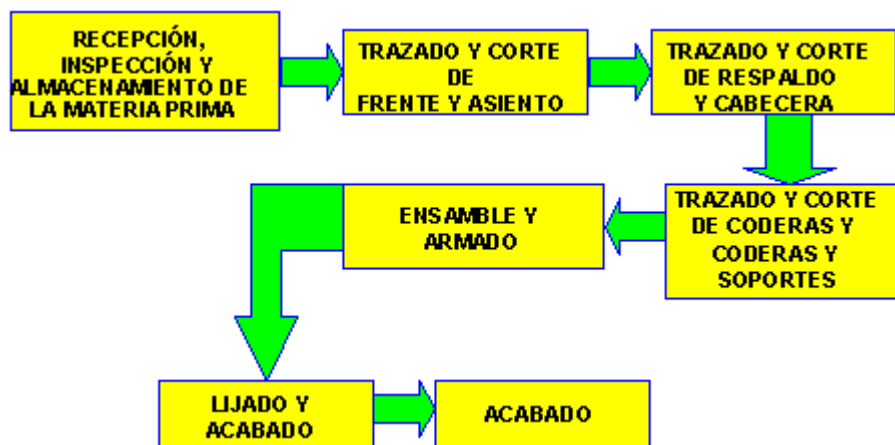 RECEPCIÓN,
INSPECCIÓN Y
ALMACENAMIENTO DE
LA MATERIA PRIMA
TRAZADO Y CORTE
DE
FRENTE Y ASIENTO
TRAZADO Y CORTE
DE RESPALDO
Y CABECERA
TRAZADO Y CORTE
DE CODERAS Y
CODERAS Y
SOPORTES
ENSAMBLE Y
ARMADO
LIJADO Y
ACABADO
ACABADO